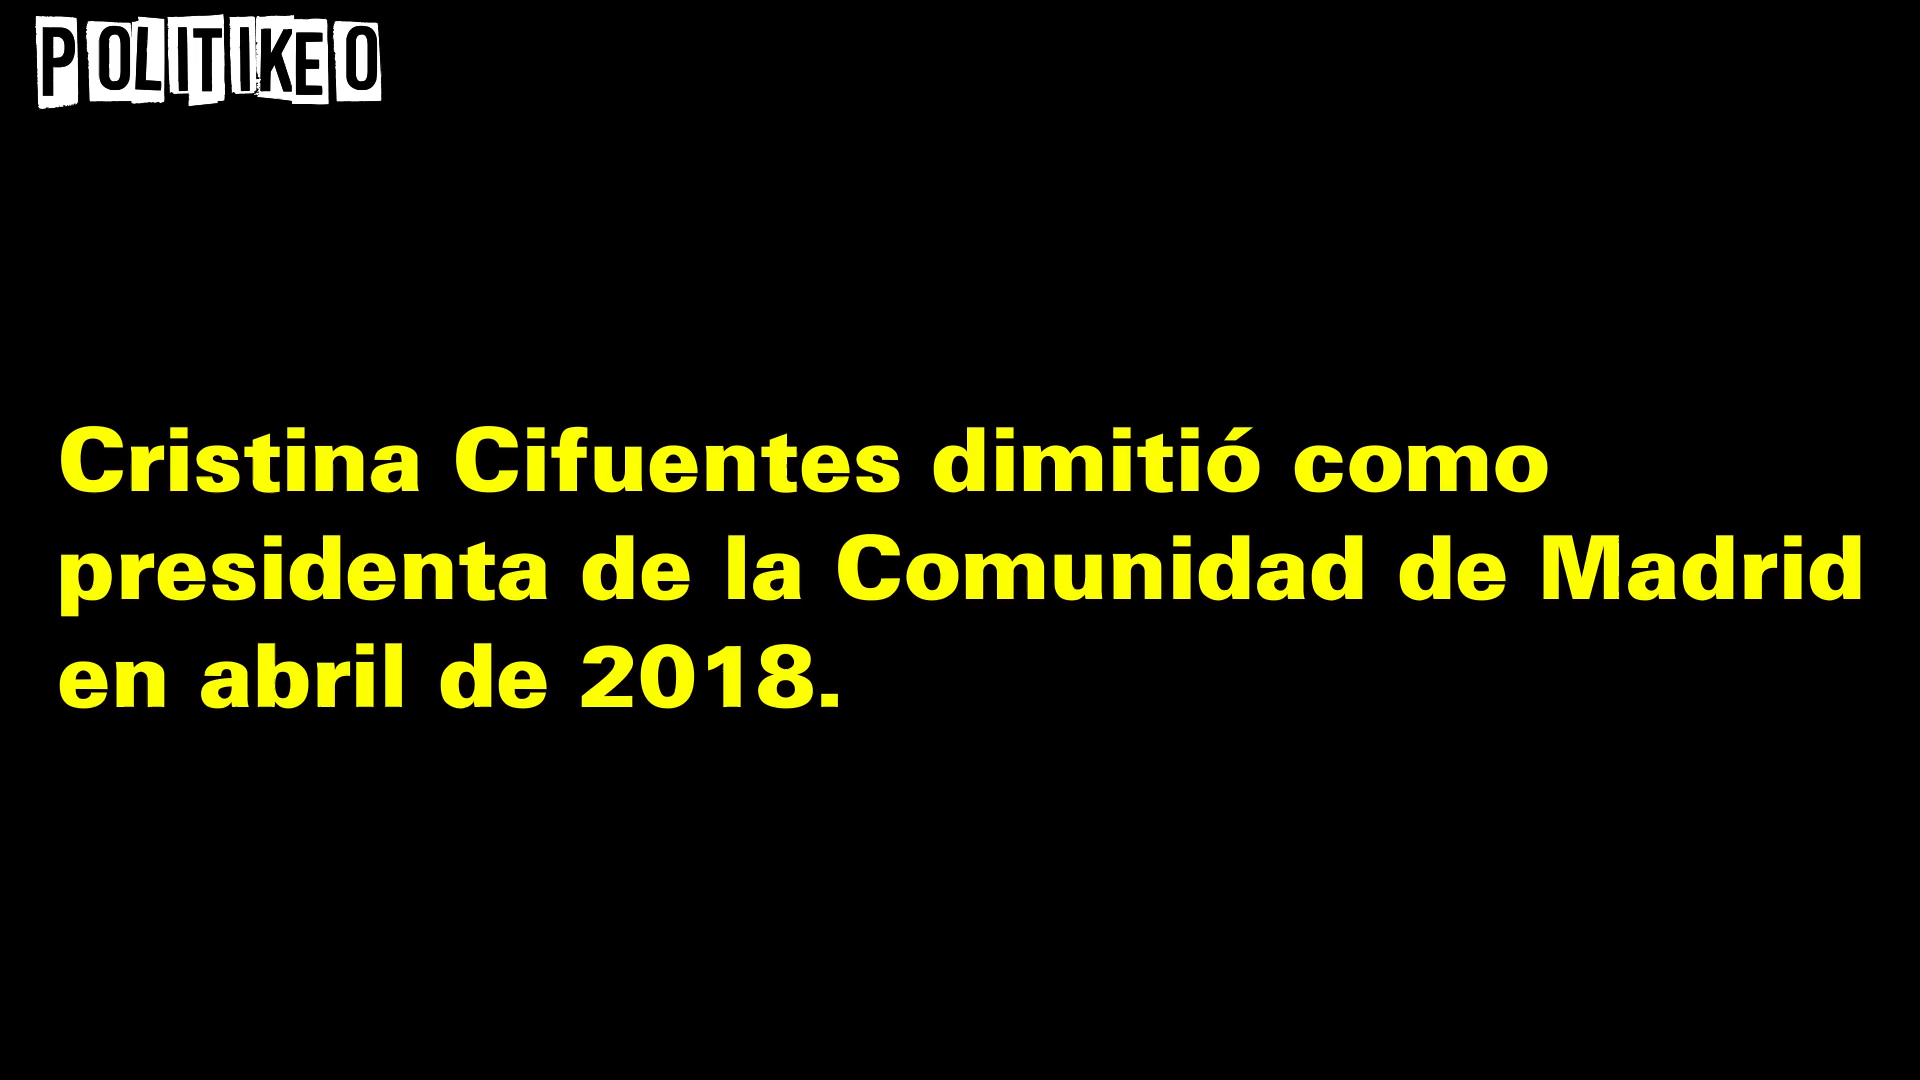 POLITIKEO
Cristina Cifuentes dimitió como
presidenta de la Comunidad de Madrid
en abril de 2018.